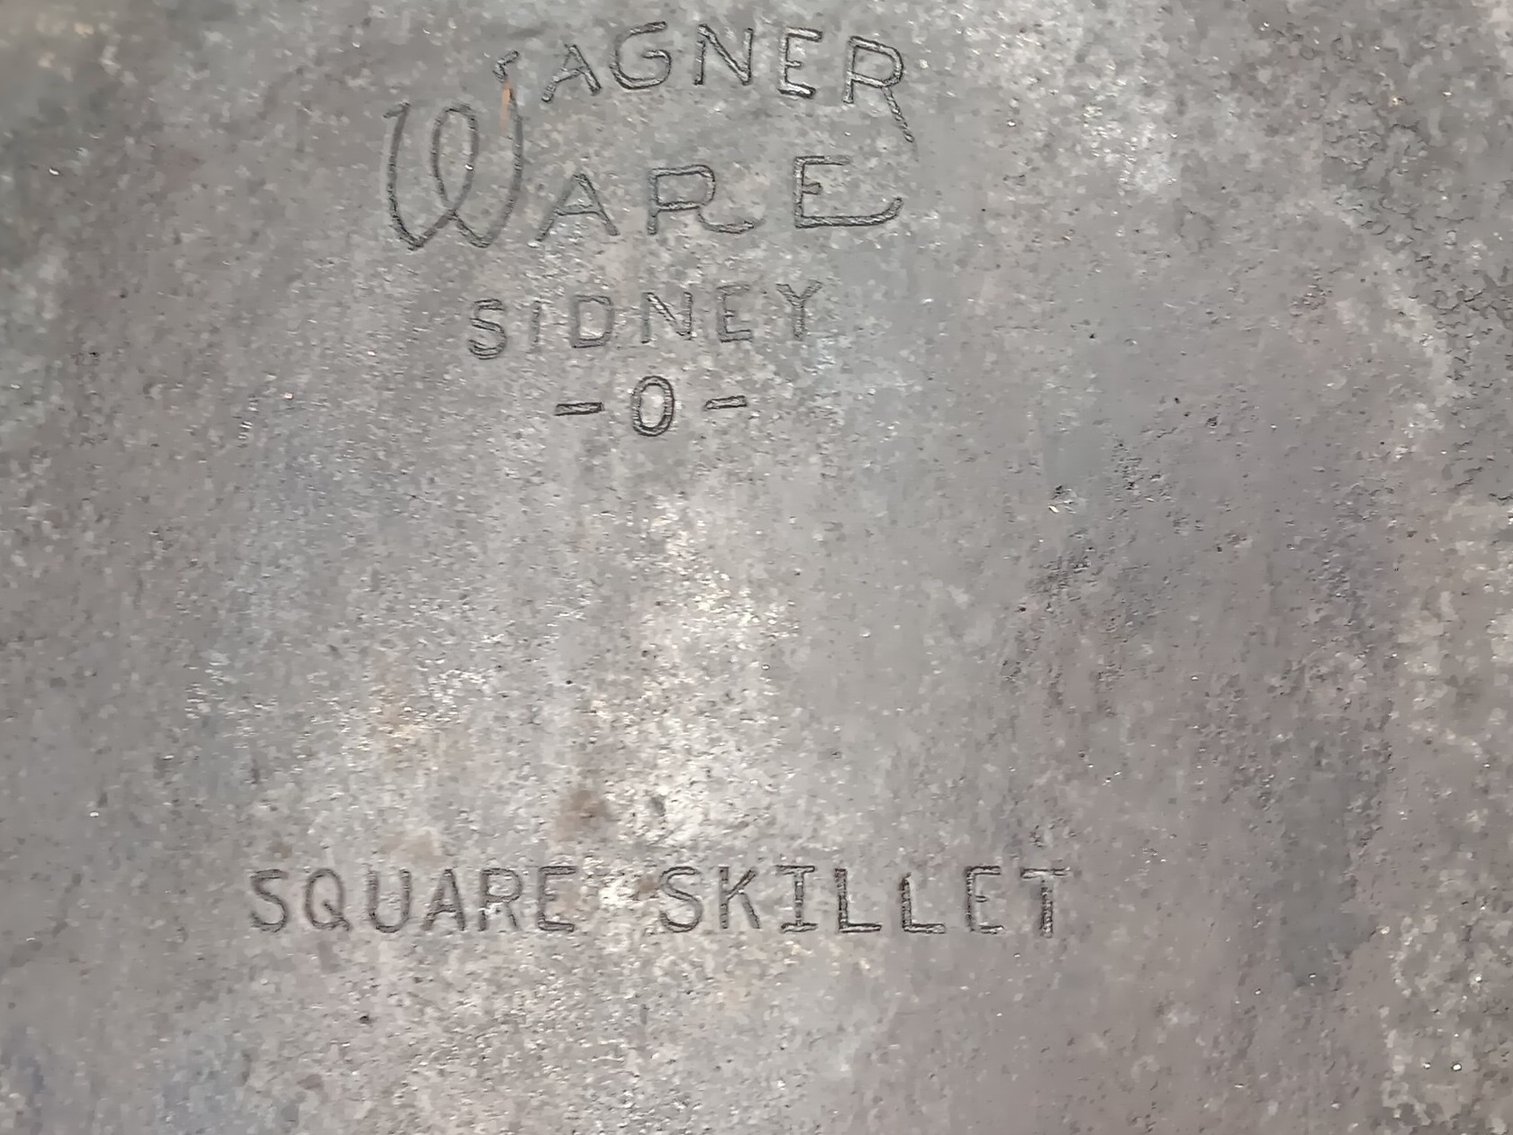 WAGNER
WARE
SIDNEY
-O-
SQUARE SKILLET